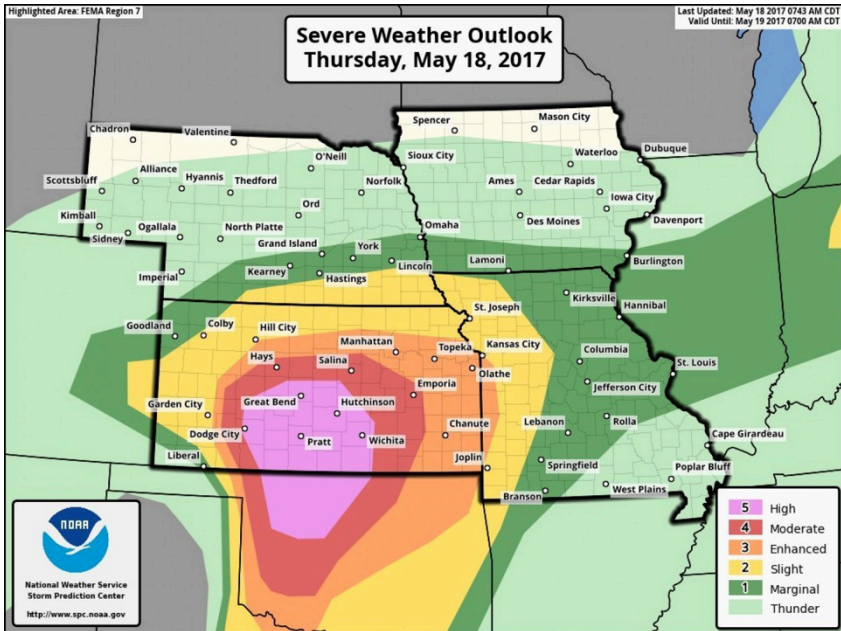 Highlighted Area: FEMA Region 7
Last Updated: May 18 2017 0743 AM CDT
Valid Until: May 19 2017 0700 AM CDT
Severe Weather Outlook
Thursday, May 18, 2017
Spencer
Mason City
Chadron
Valentine
O'Neill
Sioux City
Waterloo
Dubuque
Scottsbluff
Alliance
Hyannis
Thedford
Norfolk
Ames
Cedar Rapids
Iowa City
Kimball
Ord
Des Moines
Davenport
Sidney
Ogallala
North Platte
Omaha
Grand Island
York
Lincoln
Lamoni
Burlington
Imperial
Kearney
Hastings
Kirksville
Hannibal
Goodland
Colby
Hill City
St. Joseph
Manhattan
Topeka
Kansas City
Columbia
Hays
Salina
Olathe
St. Louis
Great Bend
Hutchinson
Emporia
Jefferson City
Garden City
Chanute
Lebanon
Rolla
Dodge City
Pratt
Wichita
Cape Girardeau
Liberal
Joplin
Springfield
Poplar Bluff
Branson
West Plains
NOAA
National Weather Service
Storm Prediction Center
http://www.spc.noaa.gov
5 High
4 Moderate
3 Enhanced
2 Slight
1 Marginal
Thunder